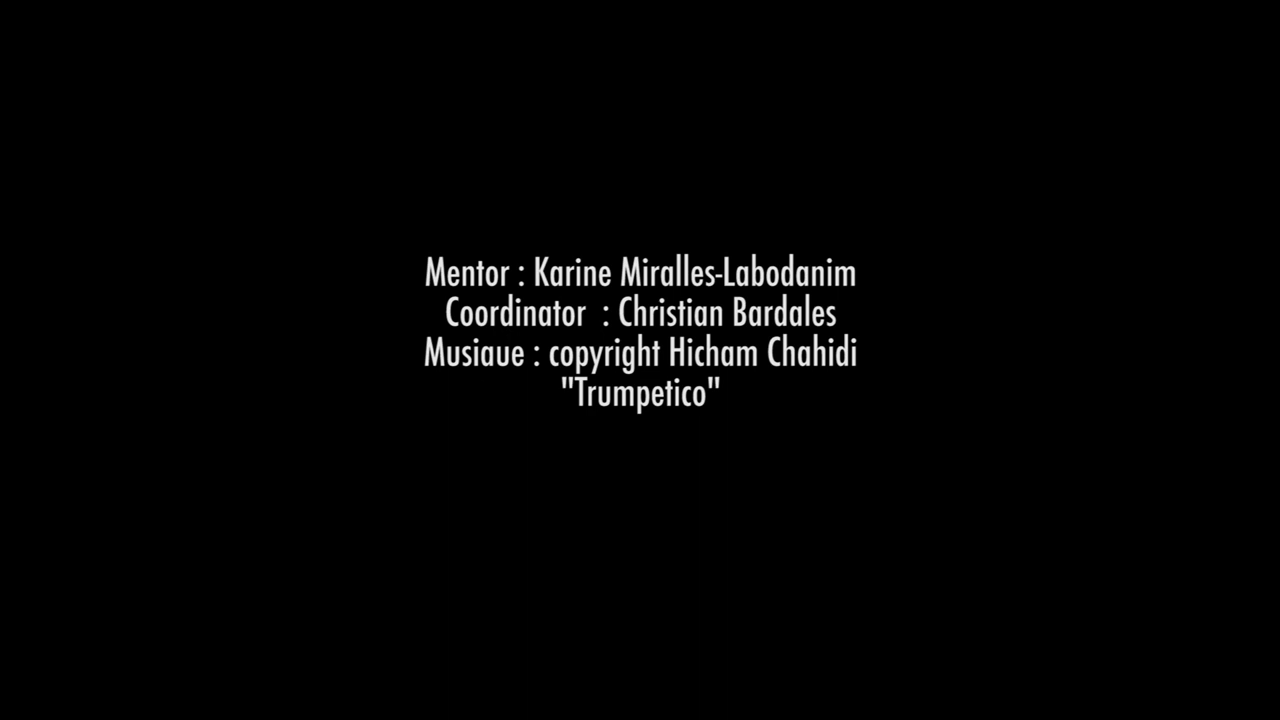 Mentor : Karine Miralles-Labodanim
Coordinator  : Christian Bardales
Musiaue : copyright Hicham Chahidi
"Trumpetico"